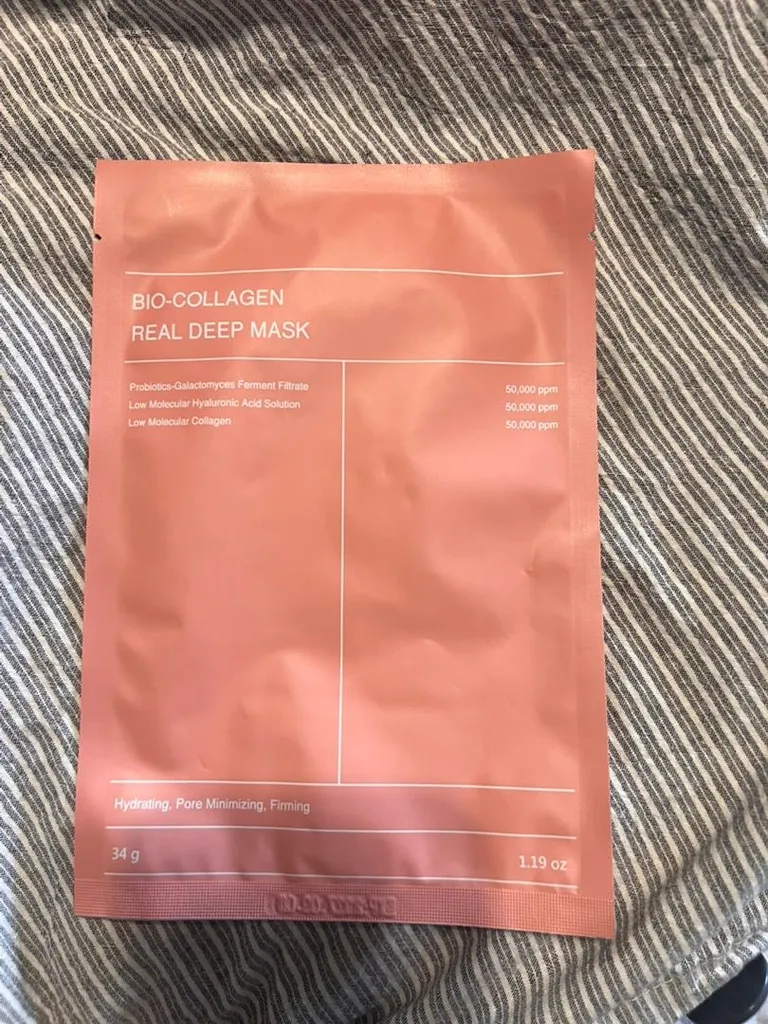 BIO-COLLAGEN
REAL DEEP MASK
Probiotics-Galactomyces Ferment Filtrate 50,000 ppm
Low Molecular Hyaluronic Acid Solution 50,000 ppm
Low Molecular Collagen 50,000 ppm
Hydrating, Pore Minimizing, Firming
34 g 1.19 oz